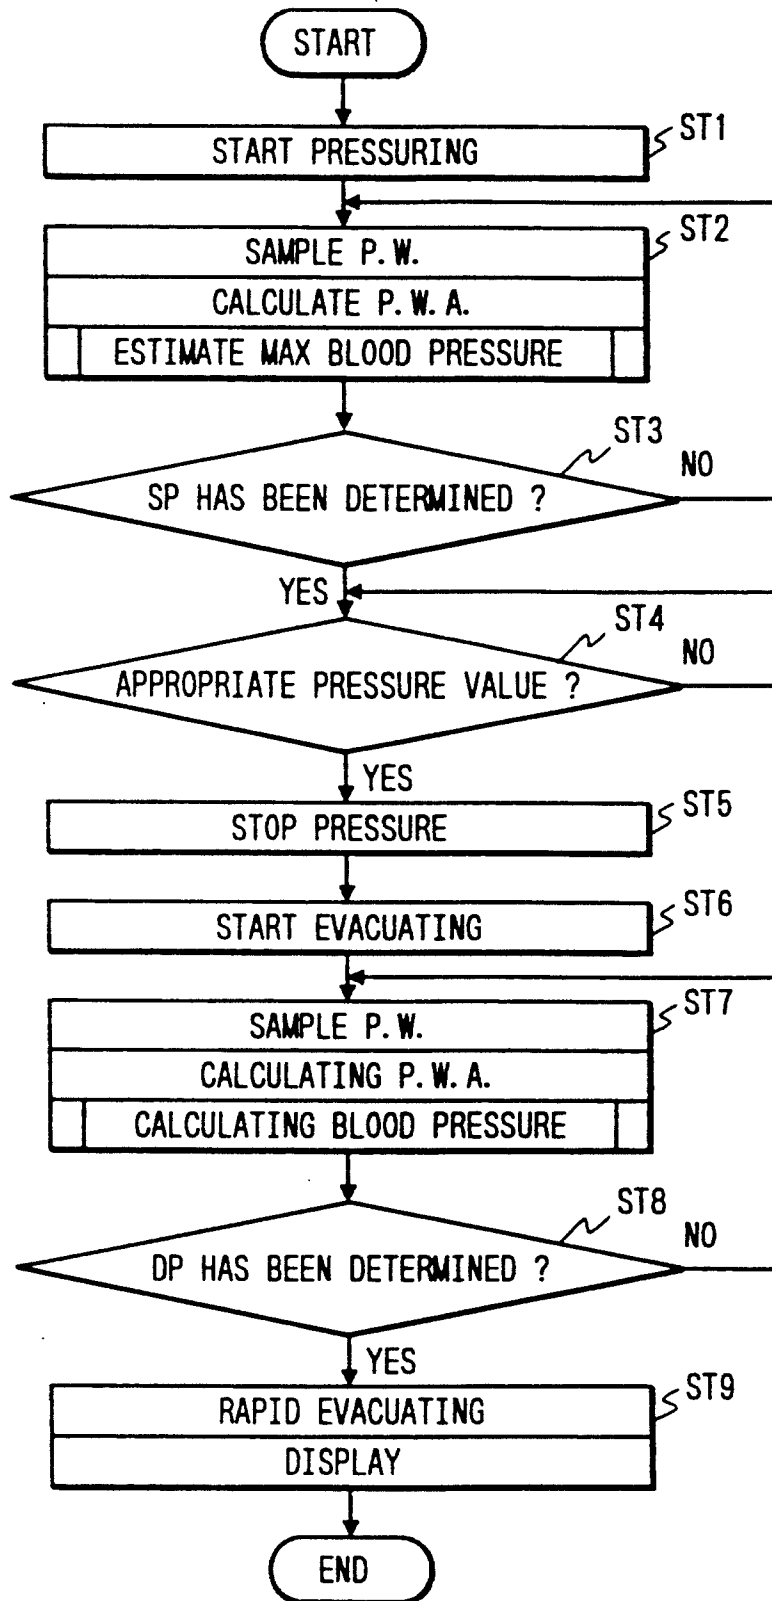 START
START PRESSURING
ST1
SAMPLE P.W.
ST2
CALCULATE P.W.A.
ESTIMATE MAX BLOOD PRESSURE
ST3
NO
SP HAS BEEN DETERMINED ?
YES
ST4
NO
APPROPRIATE PRESSURE VALUE ?
YES
STOP PRESSURE
ST5
START EVACUATING
ST6
SAMPLE P.W.
ST7
CALCULATING P.W.A.
CALCULATING BLOOD PRESSURE
ST8
NO
DP HAS BEEN DETERMINED ?
YES
RAPID EVACUATING
ST9
DISPLAY
END